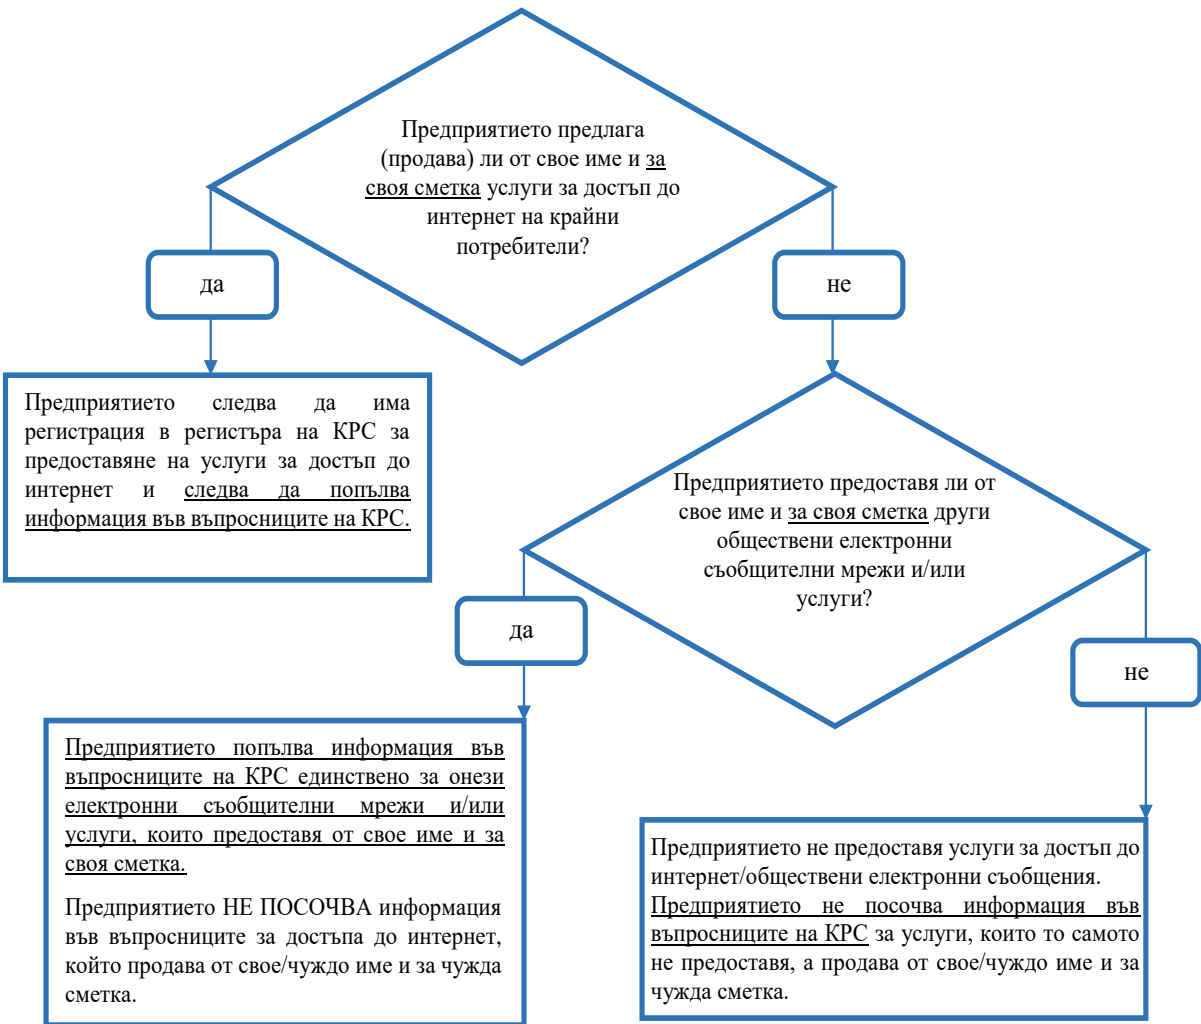 Предприятието предлага
(продава) ли от свое име и за
своя сметка услуги за достъп до
интернет на крайни
потребители?
да
не
Предприятието следва да има
регистрация в регистъра на КРС за
предоставяне на услуги за достъп до
интернет и следва да попълва
информация във въпросниците на КРС.
Предприятието предоставя ли от
свое име и за своя сметка други
обществени електронни
съобщителни мрежи и/или
услуги?
да
не
Предприятието попълва информация във
въпросниците на КРС единствено за онези
електронни съобщителни мрежи и/или
услуги, които предоставя от свое име и за
своя сметка.
Предприятието НЕ ПОСОЧВА информация
във въпросниците за достъпа до интернет,
който продава от свое/чуждо име и за чужда
сметка.
Предприятието не предоставя услуги за достъп до
интернет/обществени електронни съобщения.
Предприятието не посочва информация във
въпросниците на КРС за услуги, които то самото
не предоставя, а продава от свое/чуждо име и за
чужда сметка.